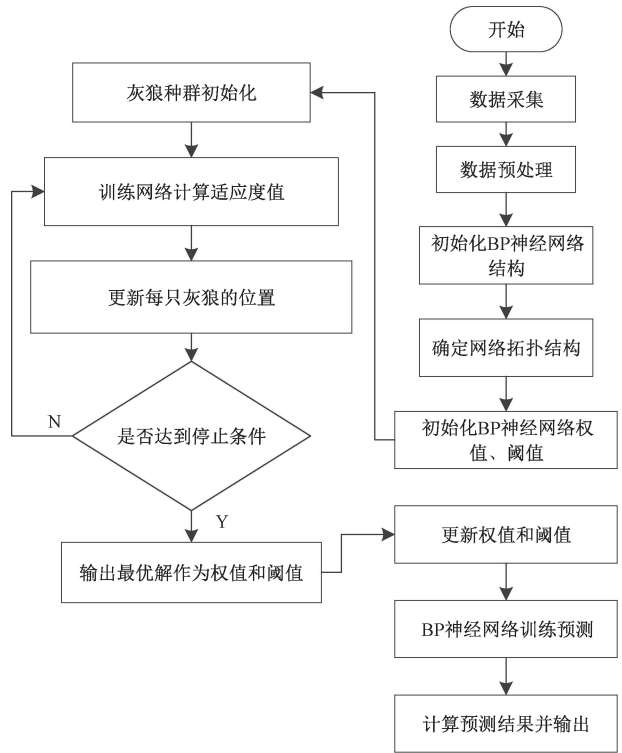 开始
数据采集
数据预处理
初始化BP神经网络
结构
确定网络拓扑结构
初始化BP神经网络权
值、阈值
灰狼种群初始化
训练网络计算适应度值
更新每只灰狼的位置
是否达到停止条件
N
Y
输出最优解作为权值和阈值
更新权值和阈值
BP神经网络训练预测
计算预测结果并输出